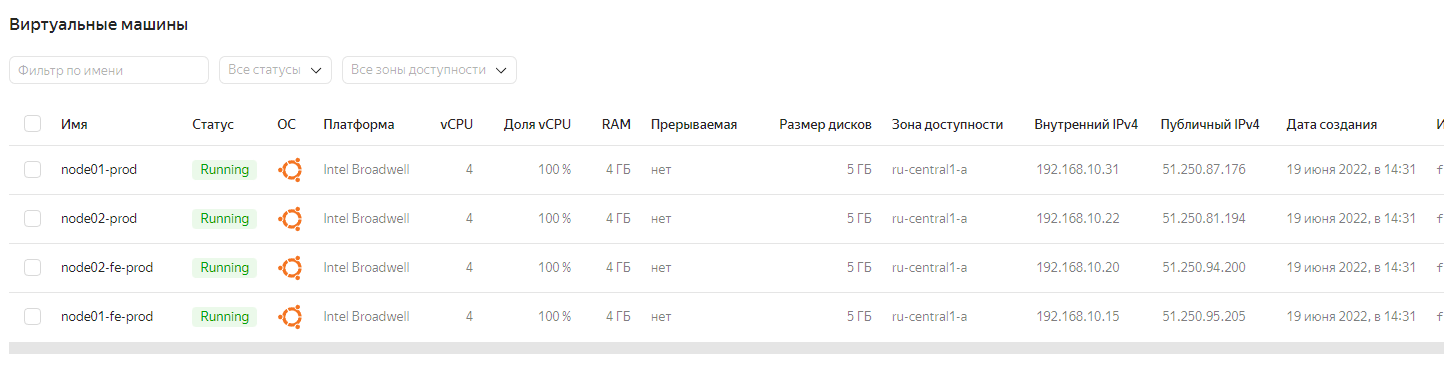 Виртуальные машины
Фильтр по имени Все статусы Все зоны доступности
Имя Статус ОС Платформа vCPU Доля vCPU RAM Прерываемая Размер дисков Зона доступности Внутренний IPv4 Публичный IPv4 Дата создания
node01-prod Running Intel Broadwell 4 100 % 4 ГБ нет 5 ГБ ru-central1-a 192.168.10.31 51.250.87.176 19 июня 2022, в 14:31 f
node02-prod Running Intel Broadwell 4 100 % 4 ГБ нет 5 ГБ ru-central1-a 192.168.10.22 51.250.81.194 19 июня 2022, в 14:31 f
node02-fe-prod Running Intel Broadwell 4 100 % 4 ГБ нет 5 ГБ ru-central1-a 192.168.10.20 51.250.94.200 19 июня 2022, в 14:31 f
node01-fe-prod Running Intel Broadwell 4 100 % 4 ГБ нет 5 ГБ ru-central1-a 192.168.10.15 51.250.95.205 19 июня 2022, в 14:31 f